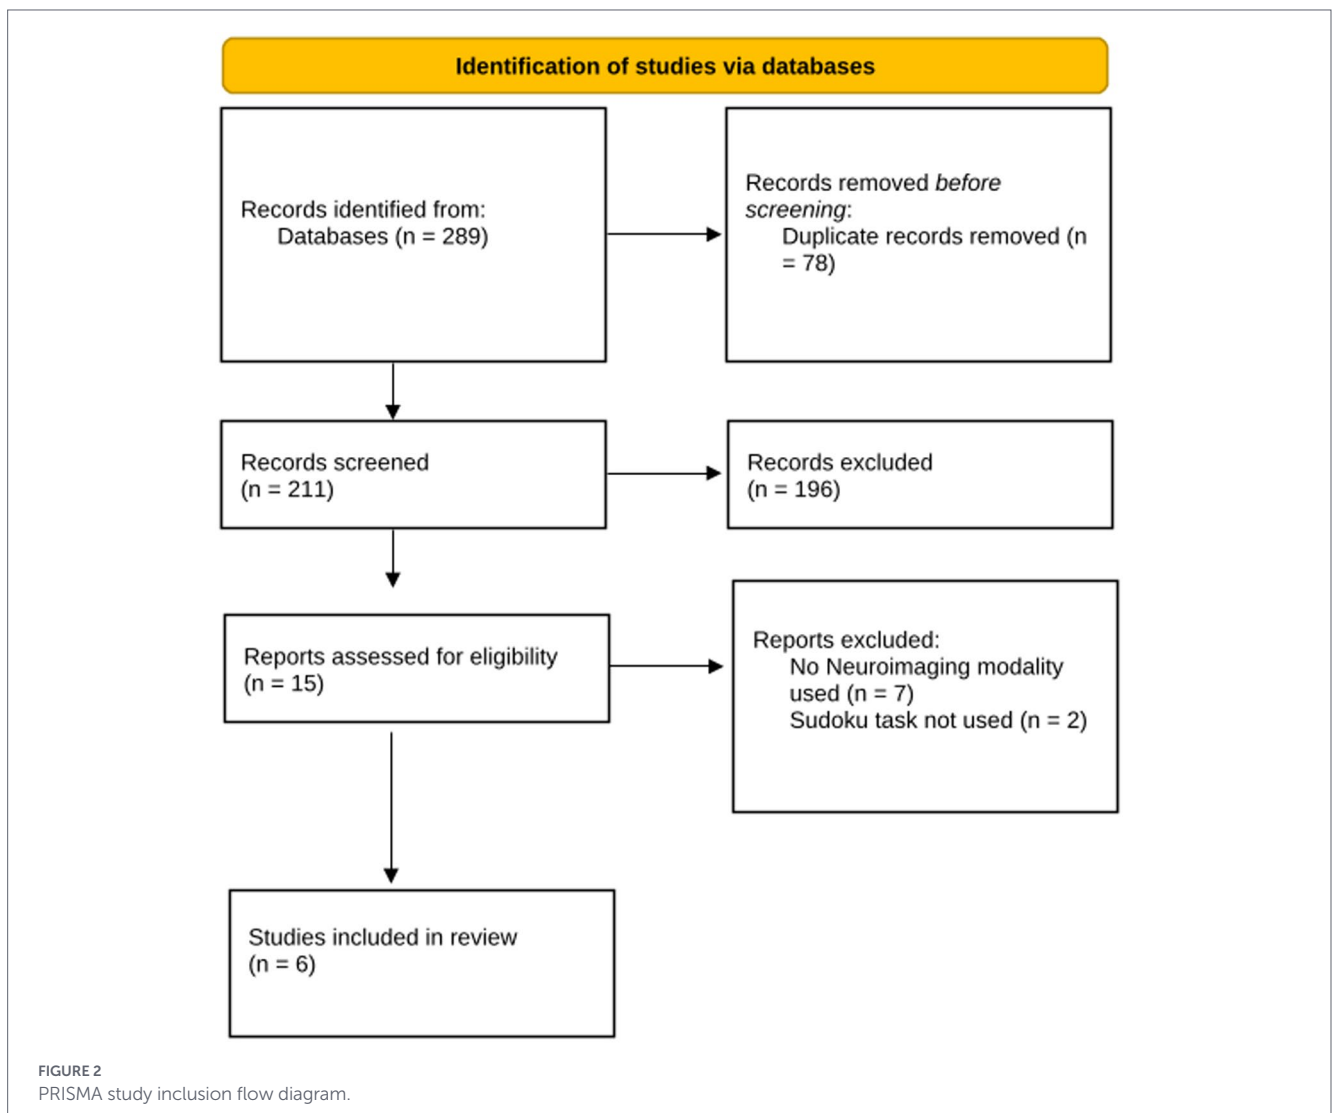 Identification of studies via databases
Records identified from:
Databases (n = 289)
Records removed before
screening:
Duplicate records removed (n
= 78)
Records screened
(n = 211)
Records excluded
(n = 196)
Reports assessed for eligibility
(n = 15)
Reports excluded:
No Neuroimaging modality
used (n = 7)
Sudoku task not used (n = 2)
Studies included in review
(n = 6)
FIGURE 2
PRISMA study inclusion flow diagram.